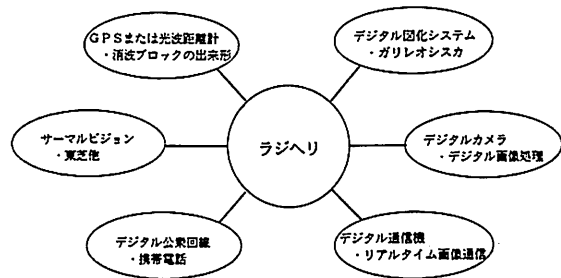 GPSまたは光波距離計
・消波ブロックの出来形
デジタル図化システム
・ガリレオシスカ
サーマルビジョン
・東芝他
ラジヘリ
デジタルカメラ
・デジタル画像処理
デジタル公衆回線
・携帯電話
デジタル通信機
・リアルタイム画像通信